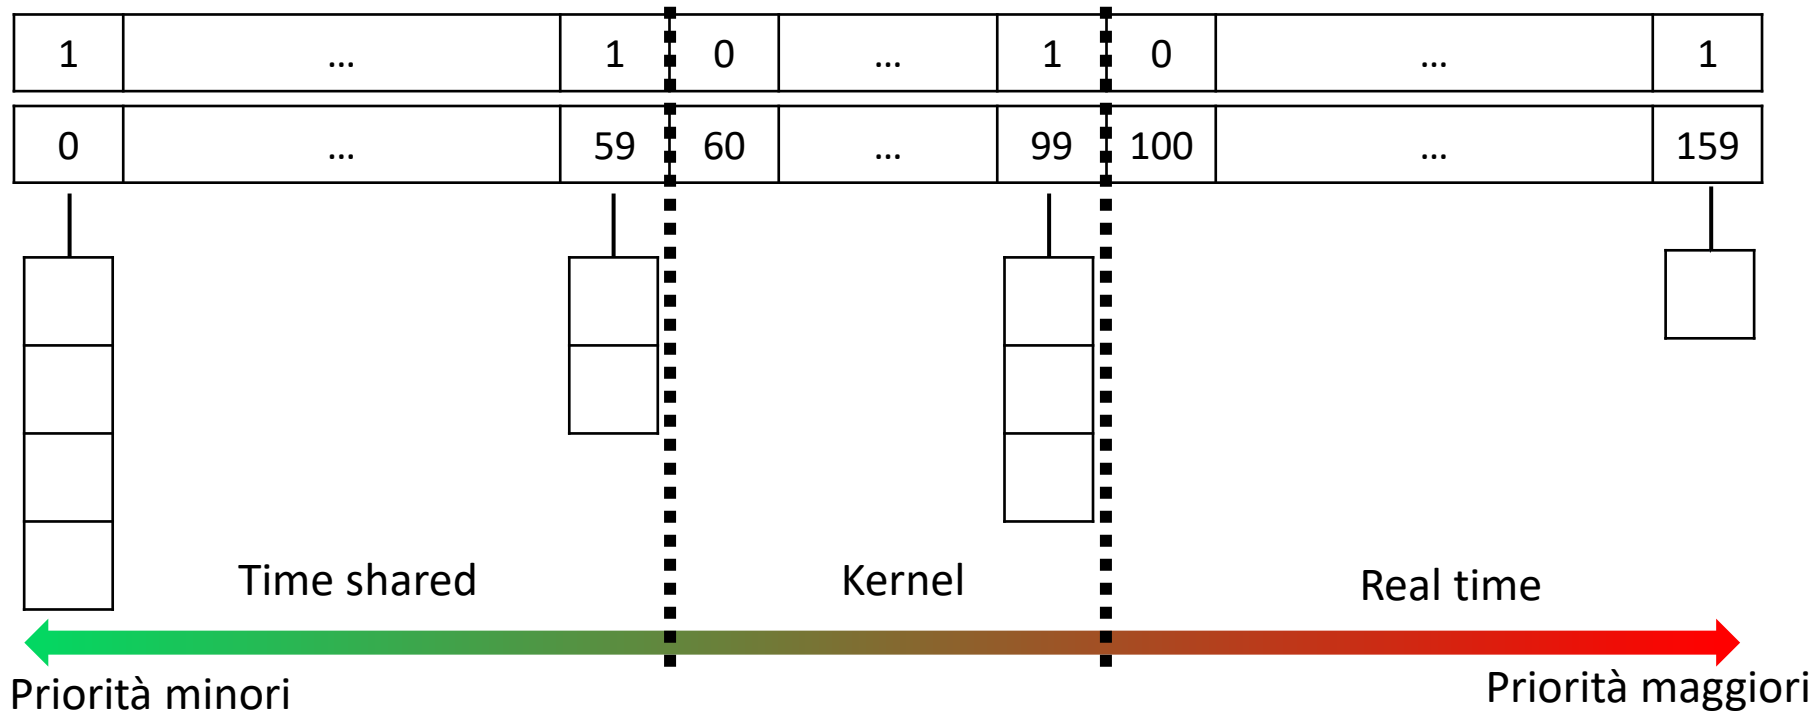 1 ... 1 0 ... 1 0 ... 1
0 ... 59 60 ... 99 100 ... 159
Time shared Kernel Real time
Priorità minori Priorità maggiori